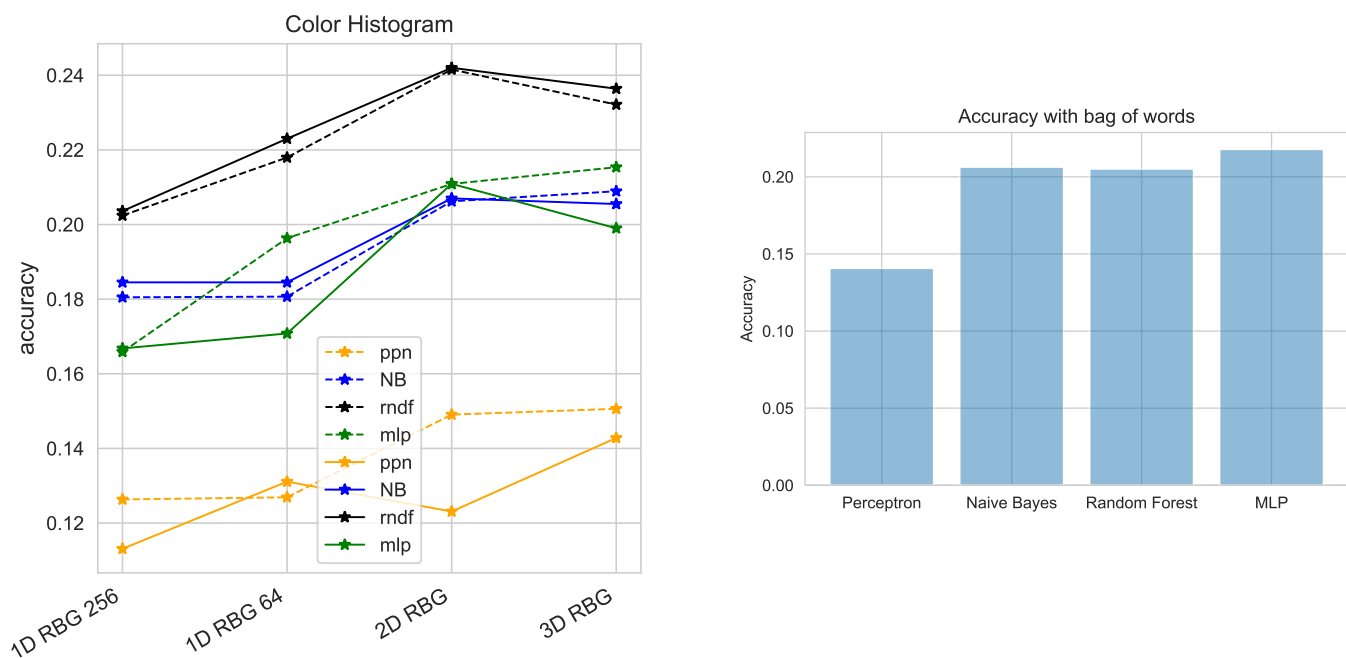 Color Histogram
0.24
0.22
0.20
0.18
0.16
0.14
0.12
accuracy
ppn
NB
rndf
mlp
ppn
NB
rndf
mlp
1D RBG 256
1D RBG 64
2D RBG
3D RBG
Accuracy with bag of words
0.20
0.15
0.10
0.05
0.00
Accuracy
Perceptron
Naive Bayes
Random Forest
MLP